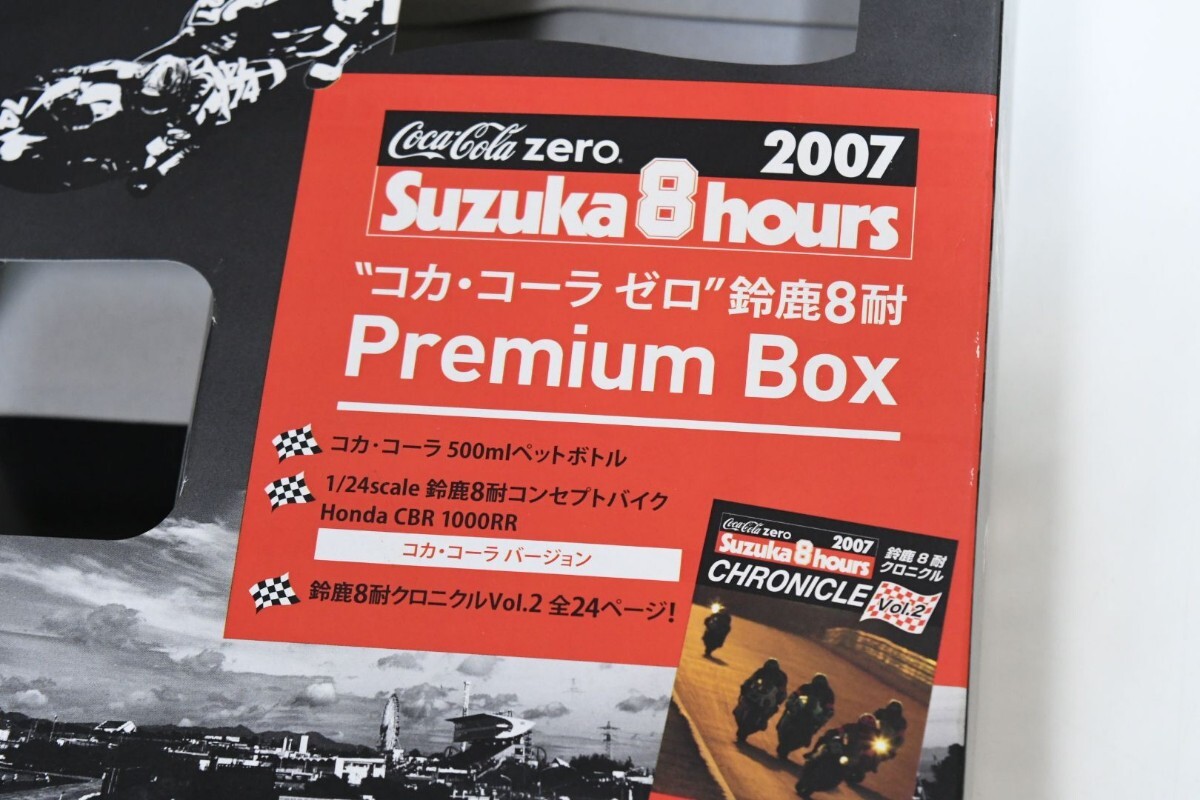 Coca-Cola zero® 2007
Suzuka 8 hours
"コカ・コーラ ゼロ"鈴鹿8耐
Premium Box
コカ・コーラ 500mlペットボトル
1/24scale 鈴鹿8耐コンセプトバイク
Honda CBR 1000RR
コカ・コーラ バージョン
鈴鹿8耐クロニクルVol.2 全24ページ!
Coca-Cola zero 2007
Suzuka 8 hours
CHRONICLE
鈴鹿8耐
クロニクル
Vol.2